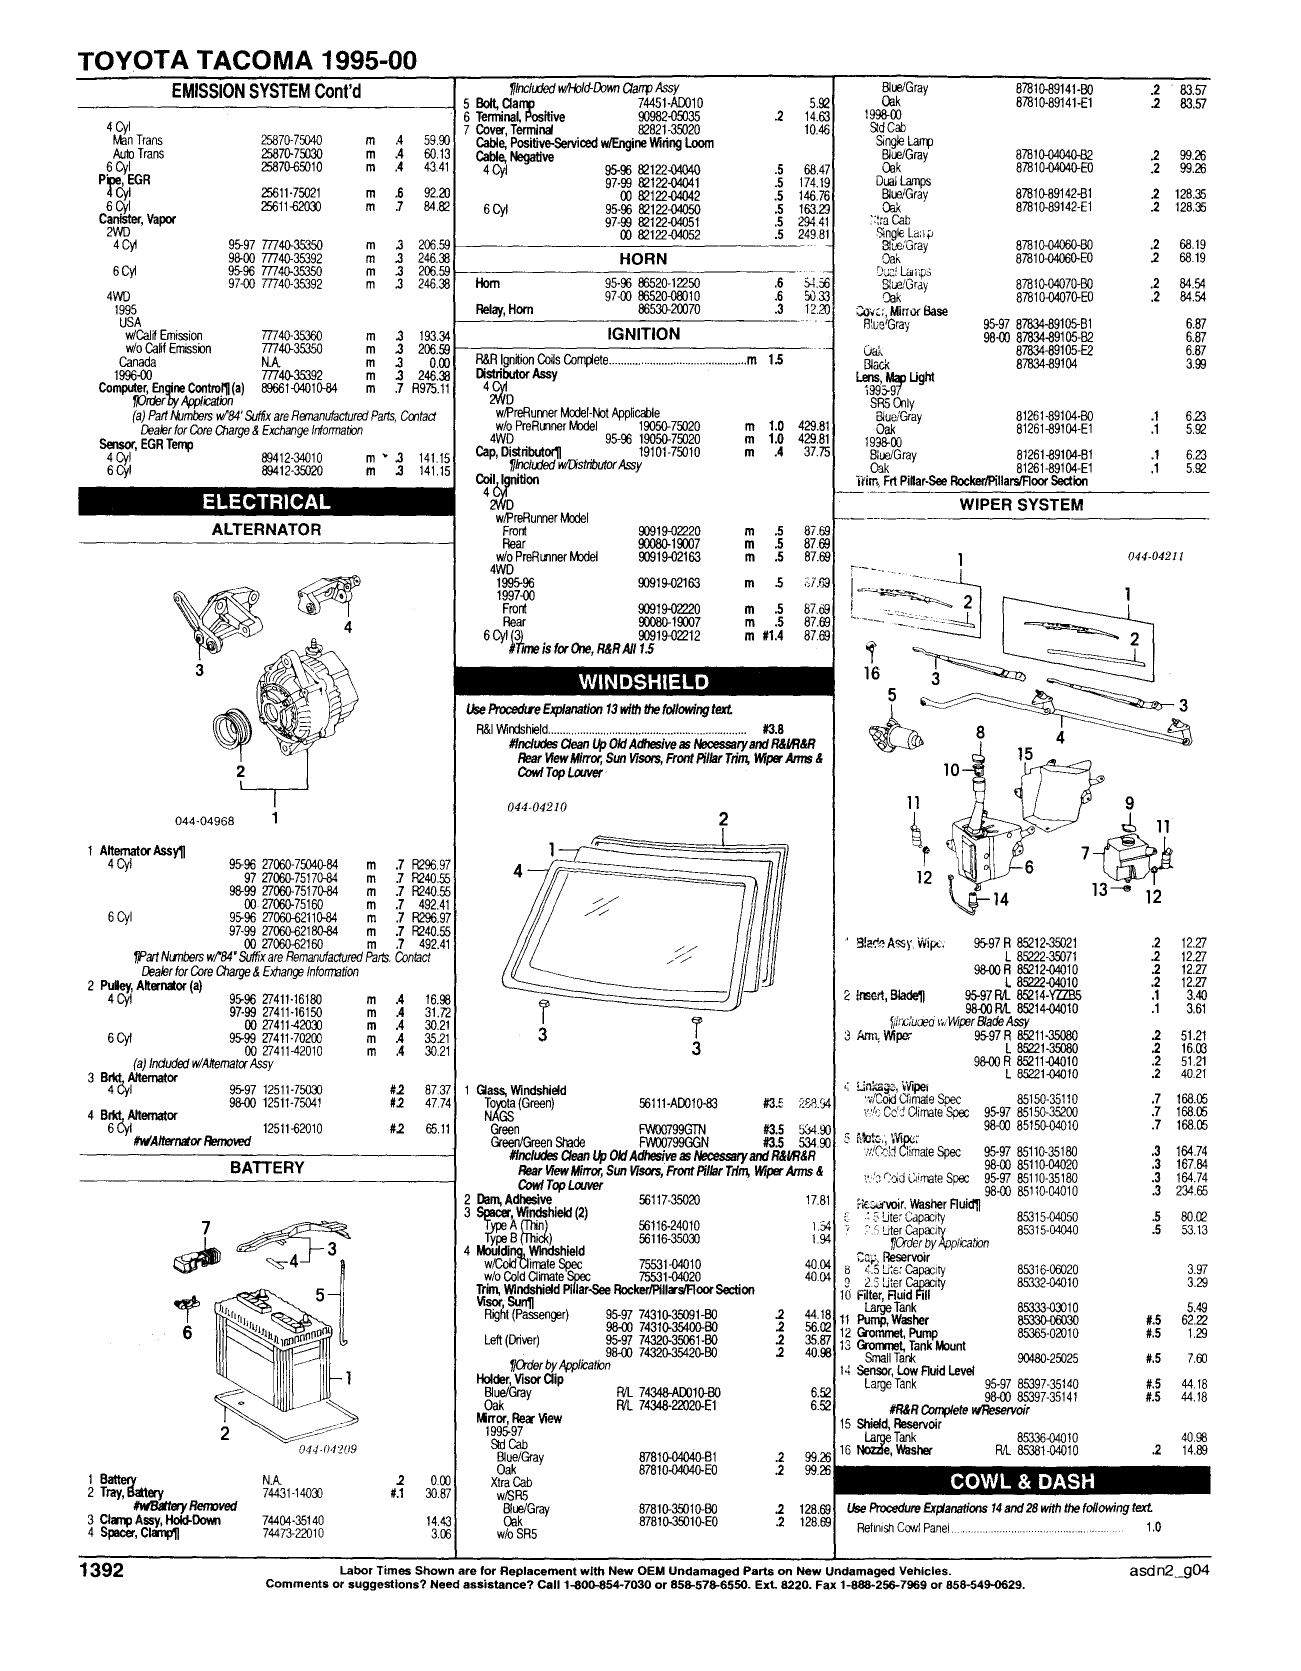 TOYOTA TACOMA 1995-00
EMISSION SYSTEM Cont'd
4 Cyl
Man Trans 25870-75040 m .4 59.90
Auto Trans 25870-75030 m .4 60.13
6 Cyl 25870-65010 m .4 43.41
Pipe, EGR
4 Cyl 25611-75021 m .6 92.20
6 Cyl 25611-62030 m .7 84.82
Canister, Vapor
2WD
4 Cyl 95-97 77740-35350 m .3 206.59
98-00 77740-35392 m .3 246.38
6 Cyl 95-96 77740-35350 m .3 206.59
97-00 77740-35392 m .3 246.38
4WD
1995
USA
w/Calif Emission 77740-35360 m .3 193.34
w/o Calif Emission 77740-35350 m .3 206.59
Canada N.A. m .3 0.00
1996-00 77740-35392 m .3 246.38
Computer, Engine Control¶ (a) 89661-04010-84 m .7 R975.11
¶Order by Application
(a) Part Numbers w/'84' Suffix are Remanufactured Parts, Contact
Dealer for Core Charge & Exchange Information
Sensor, EGR Temp
4 Cyl 89412-34010 m .3 141.15
6 Cyl 89412-35020 m .3 141.15
ELECTRICAL
ALTERNATOR
4
3
2
1
044-04968
1 Alternator Assy¶
4 Cyl 95-96 27060-75040-84 m .7 R296.97
97 27060-75170-84 m .7 R240.55
98-99 27060-75170-84 m .7 R240.55
00 27060-75160 m .7 492.41
6 Cyl 95-96 27060-62110-84 m .7 R296.97
97-99 27060-62180-84 m .7 R240.55
00 27060-62160 m .7 492.41
¶Part Numbers w/"84" Suffix are Remanufactured Parts. Contact
Dealer for Core Charge & Exhange Information
2 Pulley, Alternator (a)
4 Cyl 95-96 27411-16180 m .4 16.98
97-99 27411-16150 m .4 31.72
00 27411-42030 m .4 30.21
6 Cyl 95-99 27411-70200 m .4 35.21
00 27411-42010 m .4 30.21
(a) Included w/Alternator Assy
3 Brkt, Alternator
4 Cyl 95-97 12511-75030 #.2 87.37
98-00 12511-75041 #.2 47.74
4 Brkt, Alternator
6 Cyl 12511-62010 #.2 65.11
#w/Alternator Removed
BATTERY
7
3
4
5
6
1
2
044-04209
1 Battery N.A. .2 0.00
2 Tray, Battery 74431-14030 #.1 30.87
#w/Battery Removed
3 Clamp Assy, Hold-Down 74404-35140 14.43
4 Spacer, Clamp¶ 74473-22010 3.06
¶Included w/Hold-Down Clamp Assy
5 Bolt, Clamp 74451-AD010 5.92
6 Terminal, Positive 90982-05035 .2 14.63
7 Cover, Terminal 82821-35020 10.46
Cable, Positive-Serviced w/Engine Wiring Loom
Cable, Negative
4 Cyl 95-96 82122-04040 .5 68.47
97-99 82122-04041 .5 174.19
00 82122-04042 .5 146.76
6 Cyl 95-96 82122-04050 .5 163.29
97-99 82122-04051 .5 294.41
00 82122-04052 .5 249.81
HORN
Horn 95-96 86520-12250 .6 54.56
97-00 86520-08010 .6 50.33
Relay, Horn 86530-20070 .3 12.20
IGNITION
R&R Ignition Coils Complete m 1.5
Distributor Assy
4 Cyl
2WD
w/PreRunner Model-Not Applicable
w/o PreRunner Model 19050-75020 m 1.0 429.81
4WD 95-96 19050-75020 m 1.0 429.81
Cap, Distributor¶ 19101-75010 m .4 37.75
¶Included w/Distributor Assy
Coil, Ignition
4 Cyl
2WD
w/PreRunner Model
Front 90919-02220 m .5 87.69
Rear 90080-19007 m .5 87.69
w/o PreRunner Model 90919-02163 m .5 87.69
4WD
1995-96 90919-02163 m .5 87.69
1997-00
Front 90919-02220 m .5 87.69
Rear 90080-19007 m .5 87.69
6 Cyl (3) 90919-02212 m #1.4 87.69
#Time is for One, R&R All 1.5
WINDSHIELD
Use Procedure Explanation 13 with the following text.
R&I Windshield #3.8
#Includes Clean Up Old Adhesive as Necessary and R&I/R&R
Rear View Mirror, Sun Visors, Front Pillar Trim, Wiper Arms &
Cowl Top Louver
044-04210
2
1
4
3
3
1 Glass, Windshield
Toyota (Green) 56111-AD010-83 #3.5
NAGS
Green FW00799GTN #3.5 534.90
Green/Green Shade FW00799GGN #3.5 534.90
#Includes Clean Up Old Adhesive as Necessary and R&I/R&R
Rear View Mirror, Sun Visors, Front Pillar Trim, Wiper Arms &
Cowl Top Louver
2 Dam, Adhesive 56117-35020 17.81
3 Spacer, Windshield (2)
Type A (Thin) 56116-24010 1.54
Type B (Thick) 56116-35030 1.94
4 Moulding, Windshield
w/Cold Climate Spec 75531-04010 40.04
w/o Cold Climate Spec 75531-04020 40.04
Trim, Windshield Pillar-See Rocker/Pillars/Floor Section
Visor, Sun¶
Right (Passenger) 95-97 74310-35091-B0 .2 44.18
98-00 74310-35400-B0 .2 56.02
Left (Driver) 95-97 74320-35061-B0 .2 35.87
98-00 74320-35420-B0 .2 40.98
¶Order by Application
Holder, Visor Clip
Blue/Gray R/L 74348-AD010-B0 6.52
Oak R/L 74348-22020-E1 6.52
Mirror, Rear View
1995-97
Std Cab
Blue/Gray 87810-04040-B1 .2 99.26
Oak 87810-04040-E0 .2 99.26
Xtra Cab
w/SR5
Blue/Gray 87810-35010-B0 .2 128.69
Oak 87810-35010-E0 .2 128.69
w/o SR5
Blue/Gray 87810-89141-B0 .2 83.57
Oak 87810-89141-E1 .2 83.57
1998-00
Std Cab
Single Lamp
Blue/Gray 87810-04040-B2 .2 99.26
Oak 87810-04040-E0 .2 99.26
Dual Lamps
Blue/Gray 87810-89142-B1 .2 128.35
Oak 87810-89142-E1 .2 128.35
Xtra Cab
Single Lamp
Blue/Gray 87810-04060-B0 .2 68.19
Oak 87810-04060-E0 .2 68.19
Dual Lamps
Blue/Gray 87810-04070-B0 .2 84.54
Oak 87810-04070-E0 .2 84.54
Cover, Mirror Base
Blue/Gray 95-97 87834-89105-B1 6.87
98-00 87834-89105-B2 6.87
Oak 87834-89105-E2 6.87
Black 87834-89104 3.99
Lens, Map Light
1995-97
SR5 Only
Blue/Gray 81261-89104-B0 .1 6.23
Oak 81261-89104-E1 .1 5.92
1998-00
Blue/Gray 81261-89104-B1 .1 6.23
Oak 81261-89104-E1 .1 5.92
Trim, Frt Pillar-See Rocker/Pillars/Floor Section
WIPER SYSTEM
044-04211
1
1
2
2
16
3
3
5
4
8
15
10
11
9
11
7
6
12
14
13
12
1 Blade Assy, Wiper 95-97 R 85212-35021 .2 12.27
L 85222-35071 .2 12.27
98-00 R 85212-04010 .2 12.27
L 85222-04010 .2 12.27
2 Insert, Blade¶ 95-97 R/L 85214-YZZB5 .1 3.40
98-00 R/L 85214-04010 .1 3.61
¶Included w/Wiper Blade Assy
3 Arm, Wiper 95-97 R 85211-35080 .2 51.21
L 85221-35080 .2 16.03
98-00 R 85211-04010 .2 51.21
L 85221-04010 .2 40.21
4 Linkage, Wiper
w/Cold Climate Spec 85150-35110 .7 168.05
w/o Cold Climate Spec 95-97 85150-35200 .7 168.05
98-00 85150-04010 .7 168.05
5 Motor, Wiper
w/Cold Climate Spec 95-97 85110-35180 .3 164.74
98-00 85110-04020 .3 167.84
w/o Cold Climate Spec 95-97 85110-35180 .3 164.74
98-00 85110-04010 .3 234.65
Reservoir, Washer Fluid¶
6 4.5 Liter Capacity 85315-04050 .5 80.02
7 2.5 Liter Capacity 85315-04040 .5 53.13
¶Order by Application
Cap, Reservoir
8 4.5 Liter Capacity 85316-06020 3.97
9 2.5 Liter Capacity 85332-04010 3.29
10 Filter, Fluid Fill
Large Tank 85333-03010 5.49
11 Pump, Washer 85330-06030 #.5 62.22
12 Grommet, Pump 85365-02010 #.5 1.29
13 Grommet, Tank Mount
Small Tank 90480-25025 #.5 7.60
14 Sensor, Low Fluid Level
Large Tank 95-97 85397-35140 #.5 44.18
98-00 85397-35141 #.5 44.18
#R&R Complete w/Reservoir
15 Shield, Reservoir
Large Tank 85336-04010 40.98
16 Nozzle, Washer R/L 85381-04010 .2 14.89
COWL & DASH
Use Procedure Explanations 14 and 28 with the following text.
Refinish Cowl Panel 1.0
1392
Labor Times Shown are for Replacement with New OEM Undamaged Parts on New Undamaged Vehicles.
asdn2_g04
Comments or suggestions? Need assistance? Call 1-800-854-7030 or 858-578-6550. Ext. 8220. Fax 1-888-256-7969 or 858-549-0629.